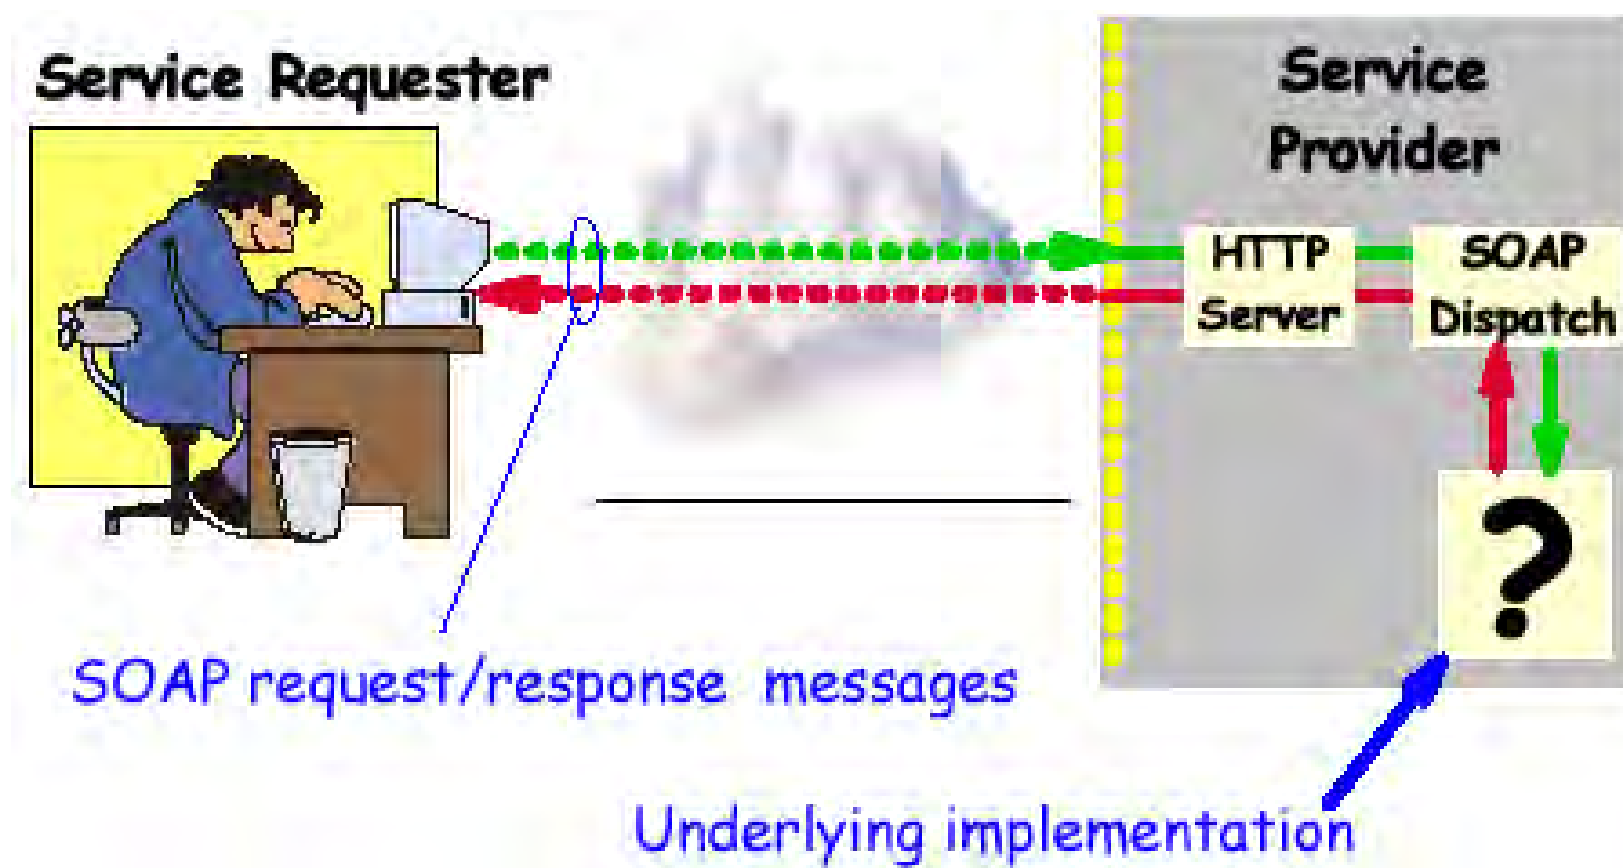 Service Requester
Service
Provider
HTTP
Server
SOAP
Dispatch
?
SOAP request/response messages
Underlying implementation